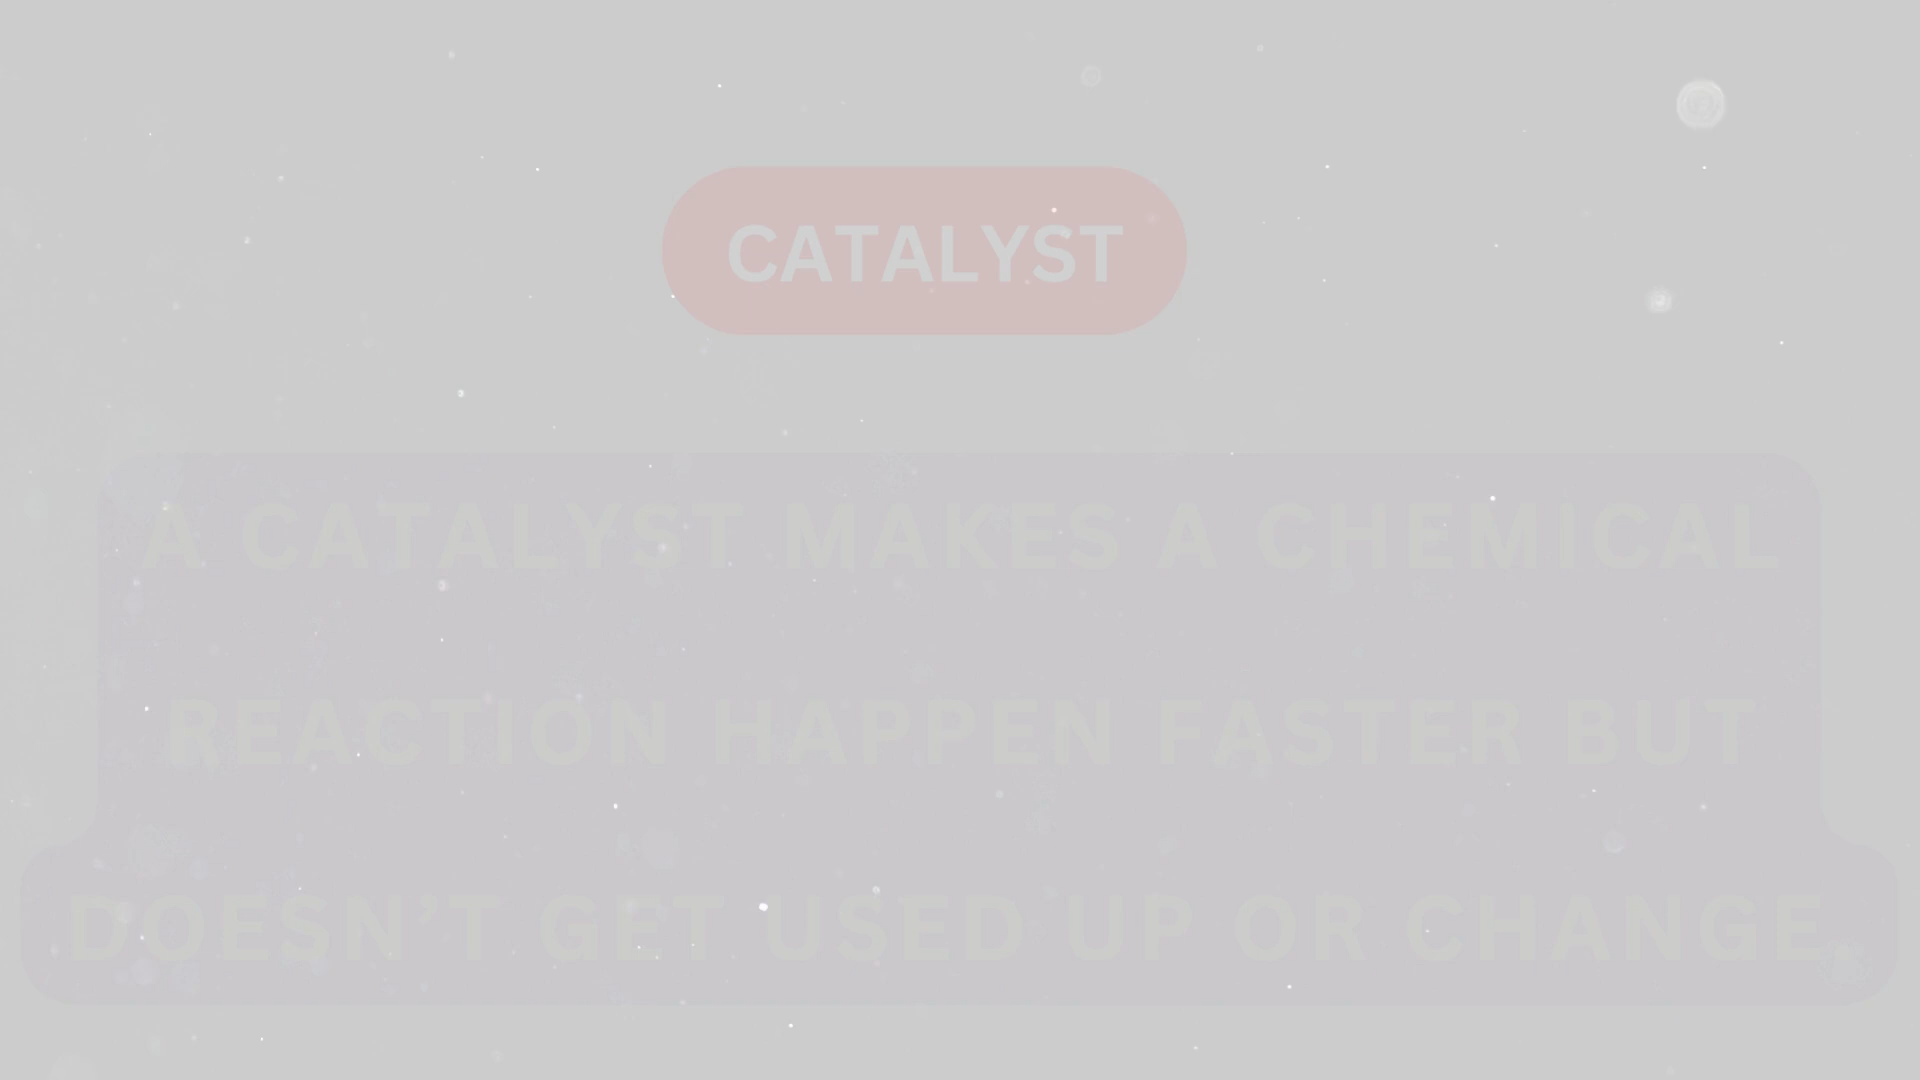 CATALYST
A CATALYST MAKES A CHEMICAL
REACTION HAPPEN FASTER BUT
DOESN’T GET USED UP OR CHANGE